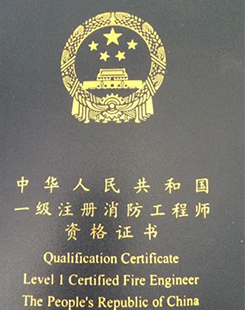 中华人民共和国
一级注册消防工程师
资格证书
Qualification Certificate
Level 1 Certified Fire Engineer
The People's Republic of China